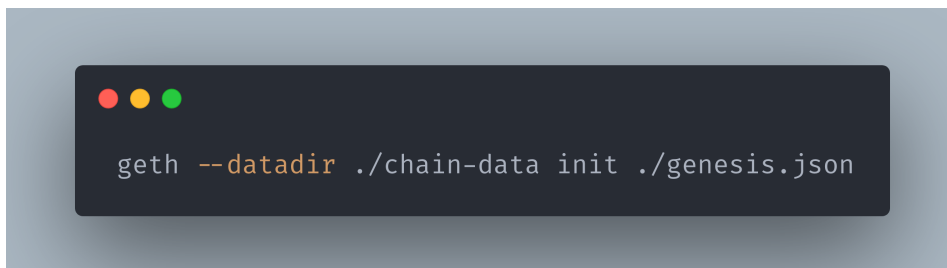 geth --datadir ./chain-data init ./genesis.json